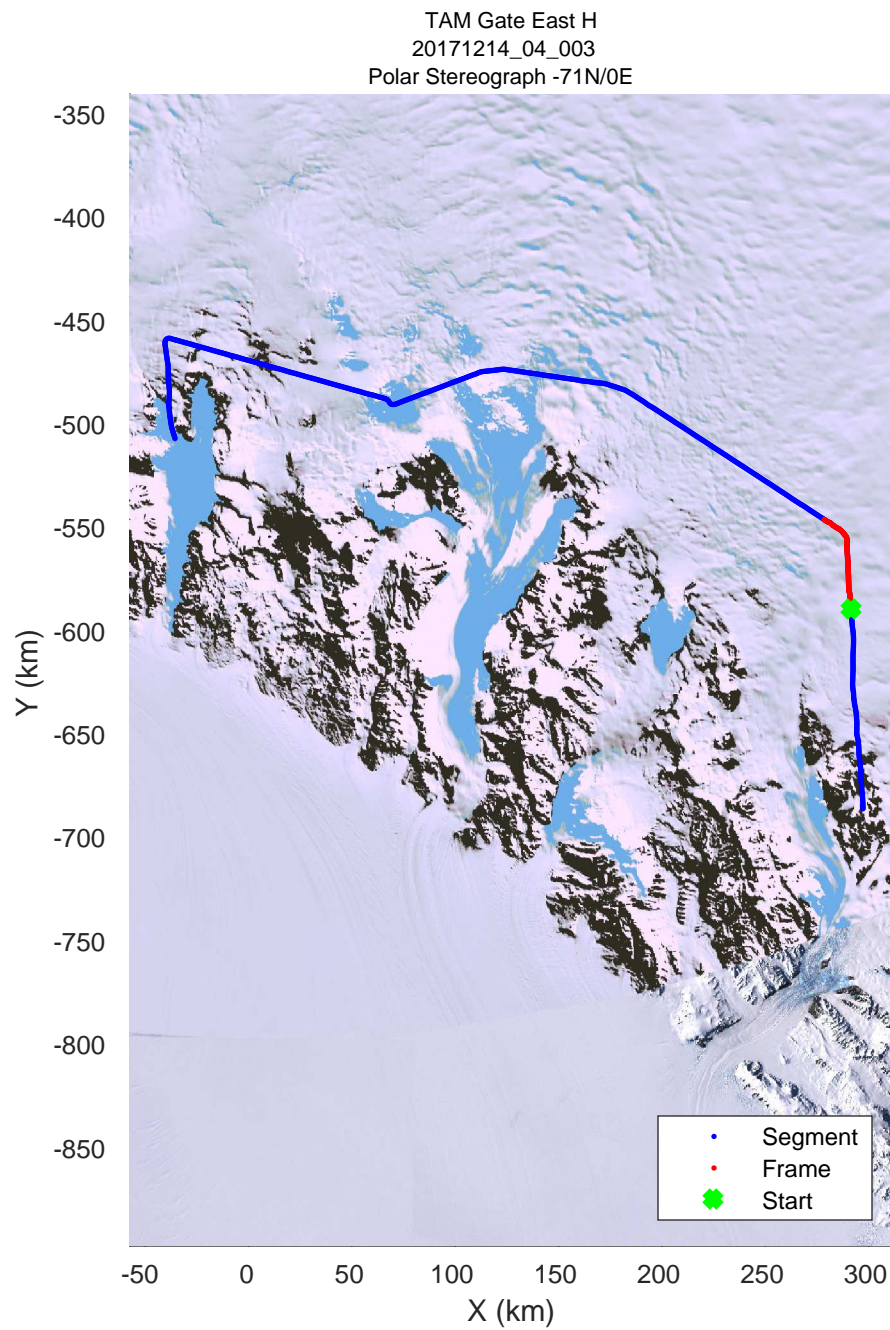 TAM Gate East H
20171214_04_003
Polar Stereograph -71N/0E
-350
-400
-450
-500
-550
-600
-650
-700
-750
-800
-850
Y (km)
Segment
Frame
Start
-50 0 50 100 150 200 250 300
X (km)